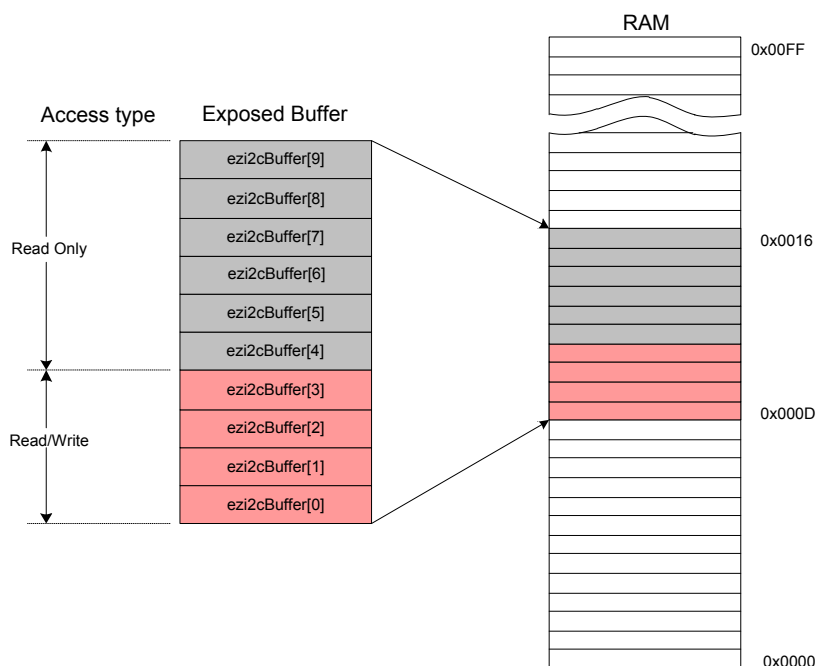 RAM
0x00FF
Access type
Exposed Buffer
ezi2cBuffer[9]
ezi2cBuffer[8]
ezi2cBuffer[7]
ezi2cBuffer[6]
ezi2cBuffer[5]
ezi2cBuffer[4]
ezi2cBuffer[3]
ezi2cBuffer[2]
ezi2cBuffer[1]
ezi2cBuffer[0]
Read Only
Read/Write
0x0016
0x000D
0x0000